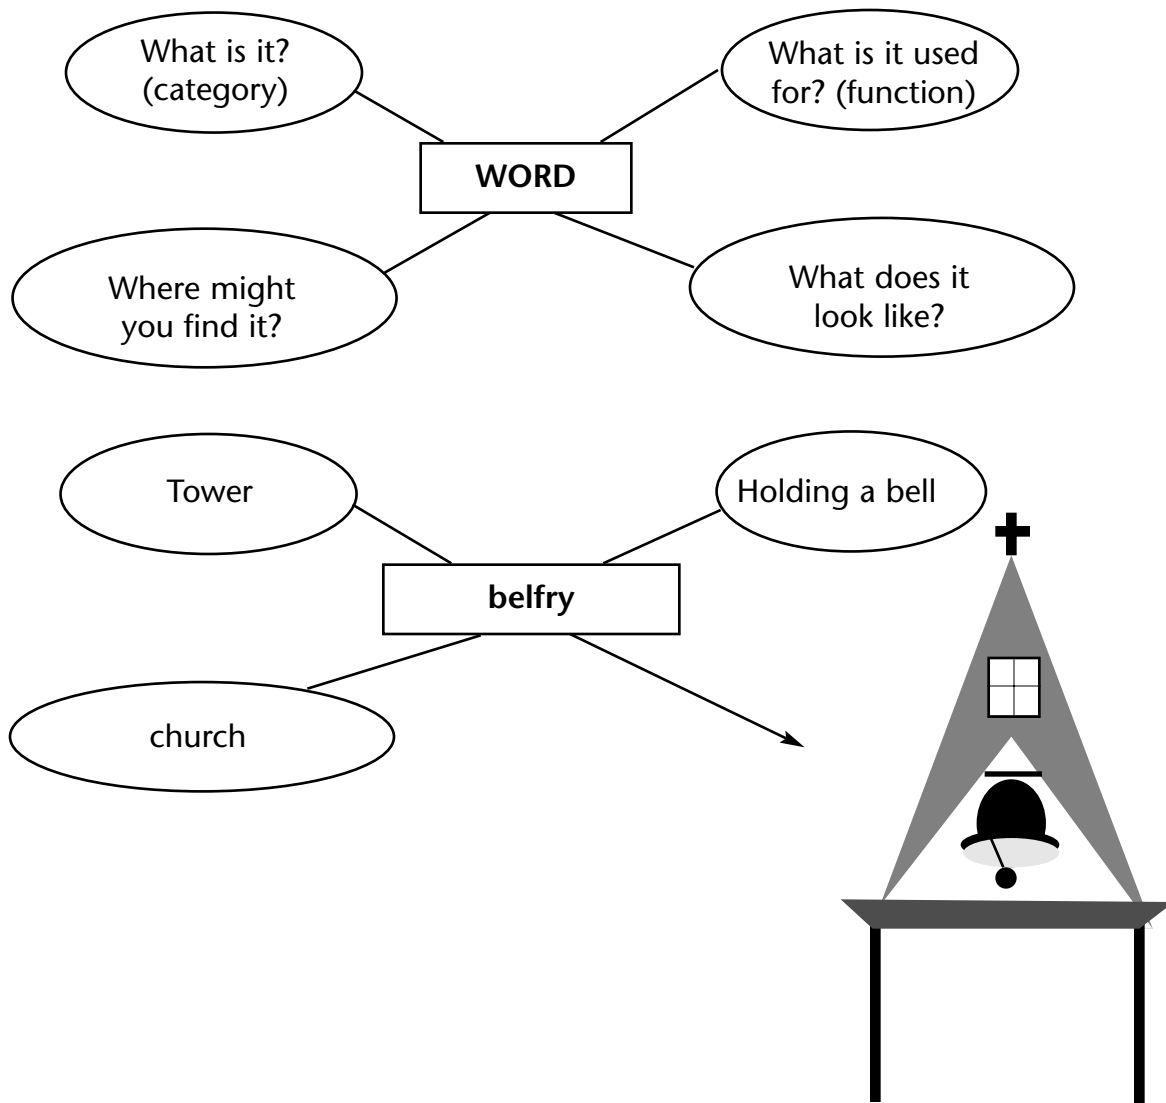 What is it?
(category)
What is it used
for? (function)
WORD
Where might
you find it?
What does it
look like?
Tower
Holding a bell
belfry
church